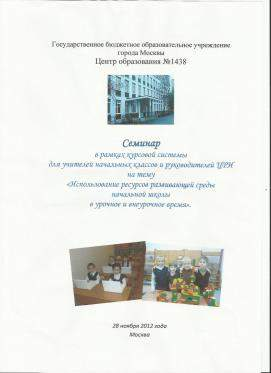 Государственное бюджетное образовательное учреждение
города Москвы
Центр образования №1438
Семинар
в рамках курсовой системы
для учителей начальных классов и руководителей ЦРИ
на тему
«Использование ресурсов развивающей среды
начальной школы
в урочное и внеурочное время».
28 ноября 2012 года
Москва